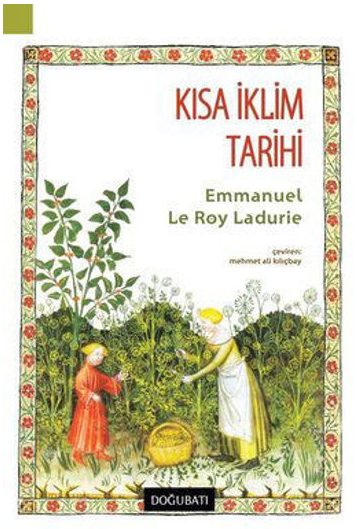 KISA İKLİM
TARİHİ
Emmanuel
Le Roy Ladurie
çeviren:
mehmet ali kılıçbay
DOĞUBATI